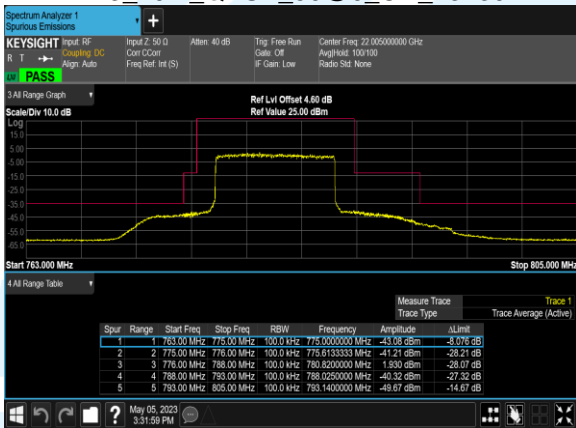 Spectrum Analyzer 1
Spurious Emissions
KEYSIGHT Input: RF Input Z: 50 Ω Atten: 40 dB Trig: Free Run Center Freq: 22.005000000 GHz
R T Coupling: DC Corr CCorr Gate: Off Avg|Hold: 100/100
Align: Auto Freq Ref: Int (S) IF Gain: Low Radio Std: None
LV PASS
3 All Range Graph
Ref Lvl Offset 4.60 dB
Scale/Div 10.0 dB Ref Value 25.00 dBm
Log
15.0
5.00
-5.00
-15.0
-25.0
-35.0
-45.0
-55.0
-65.0
Start 763.000 MHz Stop 805.000 MHz
4 All Range Table
Measure Trace Trace 1
Trace Type Trace Average (Active)
Spur Range Start Freq Stop Freq RBW Frequency Amplitude ΔLimit
1 1 763.00 MHz 775.00 MHz 100.0 kHz 775.0000000 MHz -43.08 dBm -8.076 dB
2 2 775.00 MHz 776.00 MHz 100.0 kHz 775.6133333 MHz -41.21 dBm -28.21 dB
3 3 776.00 MHz 788.00 MHz 100.0 kHz 780.8200000 MHz 1.930 dBm -28.07 dB
4 4 788.00 MHz 793.00 MHz 100.0 kHz 788.0250000 MHz -40.32 dBm -27.32 dB
5 5 793.00 MHz 805.00 MHz 100.0 kHz 793.1400000 MHz -49.67 dBm -14.67 dB
May 05, 2023
3:31:59 PM